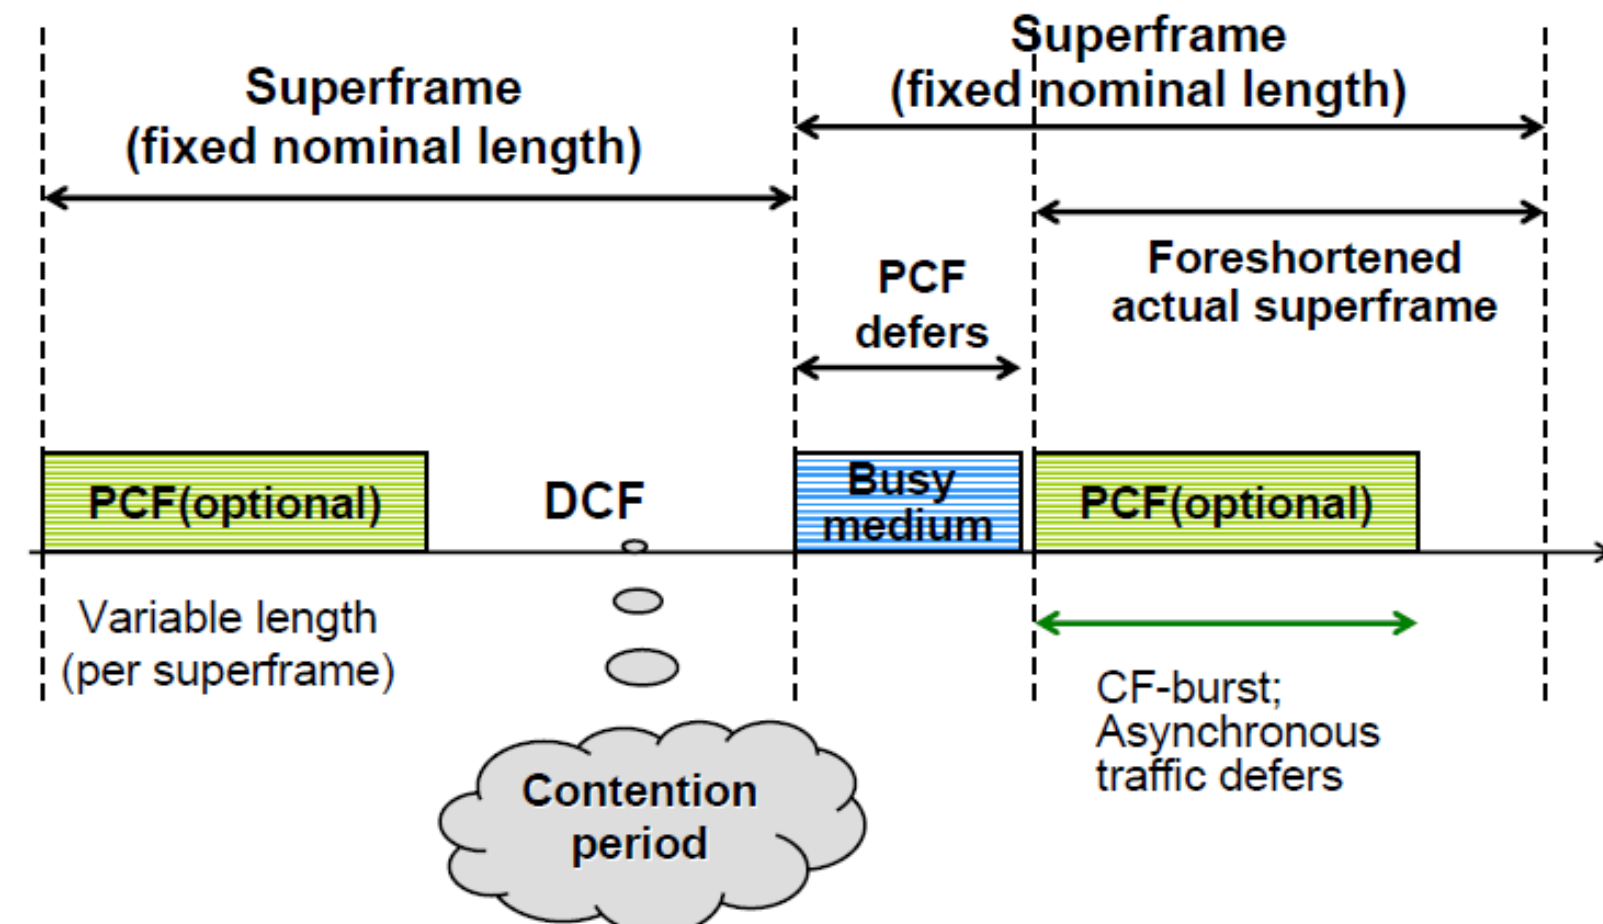 Superframe
(fixed nominal length)
Superframe
(fixed nominal length)
PCF
defers
Foreshortened
actual superframe
PCF(optional)
DCF
Busy
medium
PCF(optional)
Variable length
(per superframe)
CF-burst;
Asynchronous
traffic defers
Contention
period